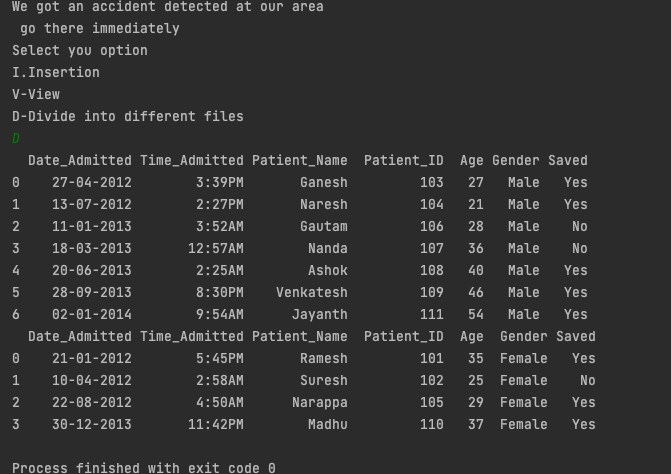 We got an accident detected at our area
go there immediately
Select you option
I.Insertion
V-View
D-Divide into different files
D
Date_Admitted Time_Admitted Patient_Name Patient_ID Age Gender Saved
0 27-04-2012 3:39PM Ganesh 103 27 Male Yes
1 13-07-2012 2:27PM Naresh 104 21 Male Yes
2 11-01-2013 3:52AM Gautam 106 28 Male No
3 18-03-2013 12:57AM Nanda 107 36 Male No
4 20-06-2013 2:25AM Ashok 108 40 Male Yes
5 28-09-2013 8:30PM Venkatesh 109 46 Male Yes
6 02-01-2014 9:54AM Jayanth 111 54 Male Yes
Date_Admitted Time_Admitted Patient_Name Patient_ID Age Gender Saved
0 21-01-2012 5:45PM Ramesh 101 35 Female Yes
1 10-04-2012 2:58AM Suresh 102 25 Female No
2 22-08-2012 4:50AM Narappa 105 29 Female Yes
3 30-12-2013 11:42PM Madhu 110 37 Female Yes
Process finished with exit code 0